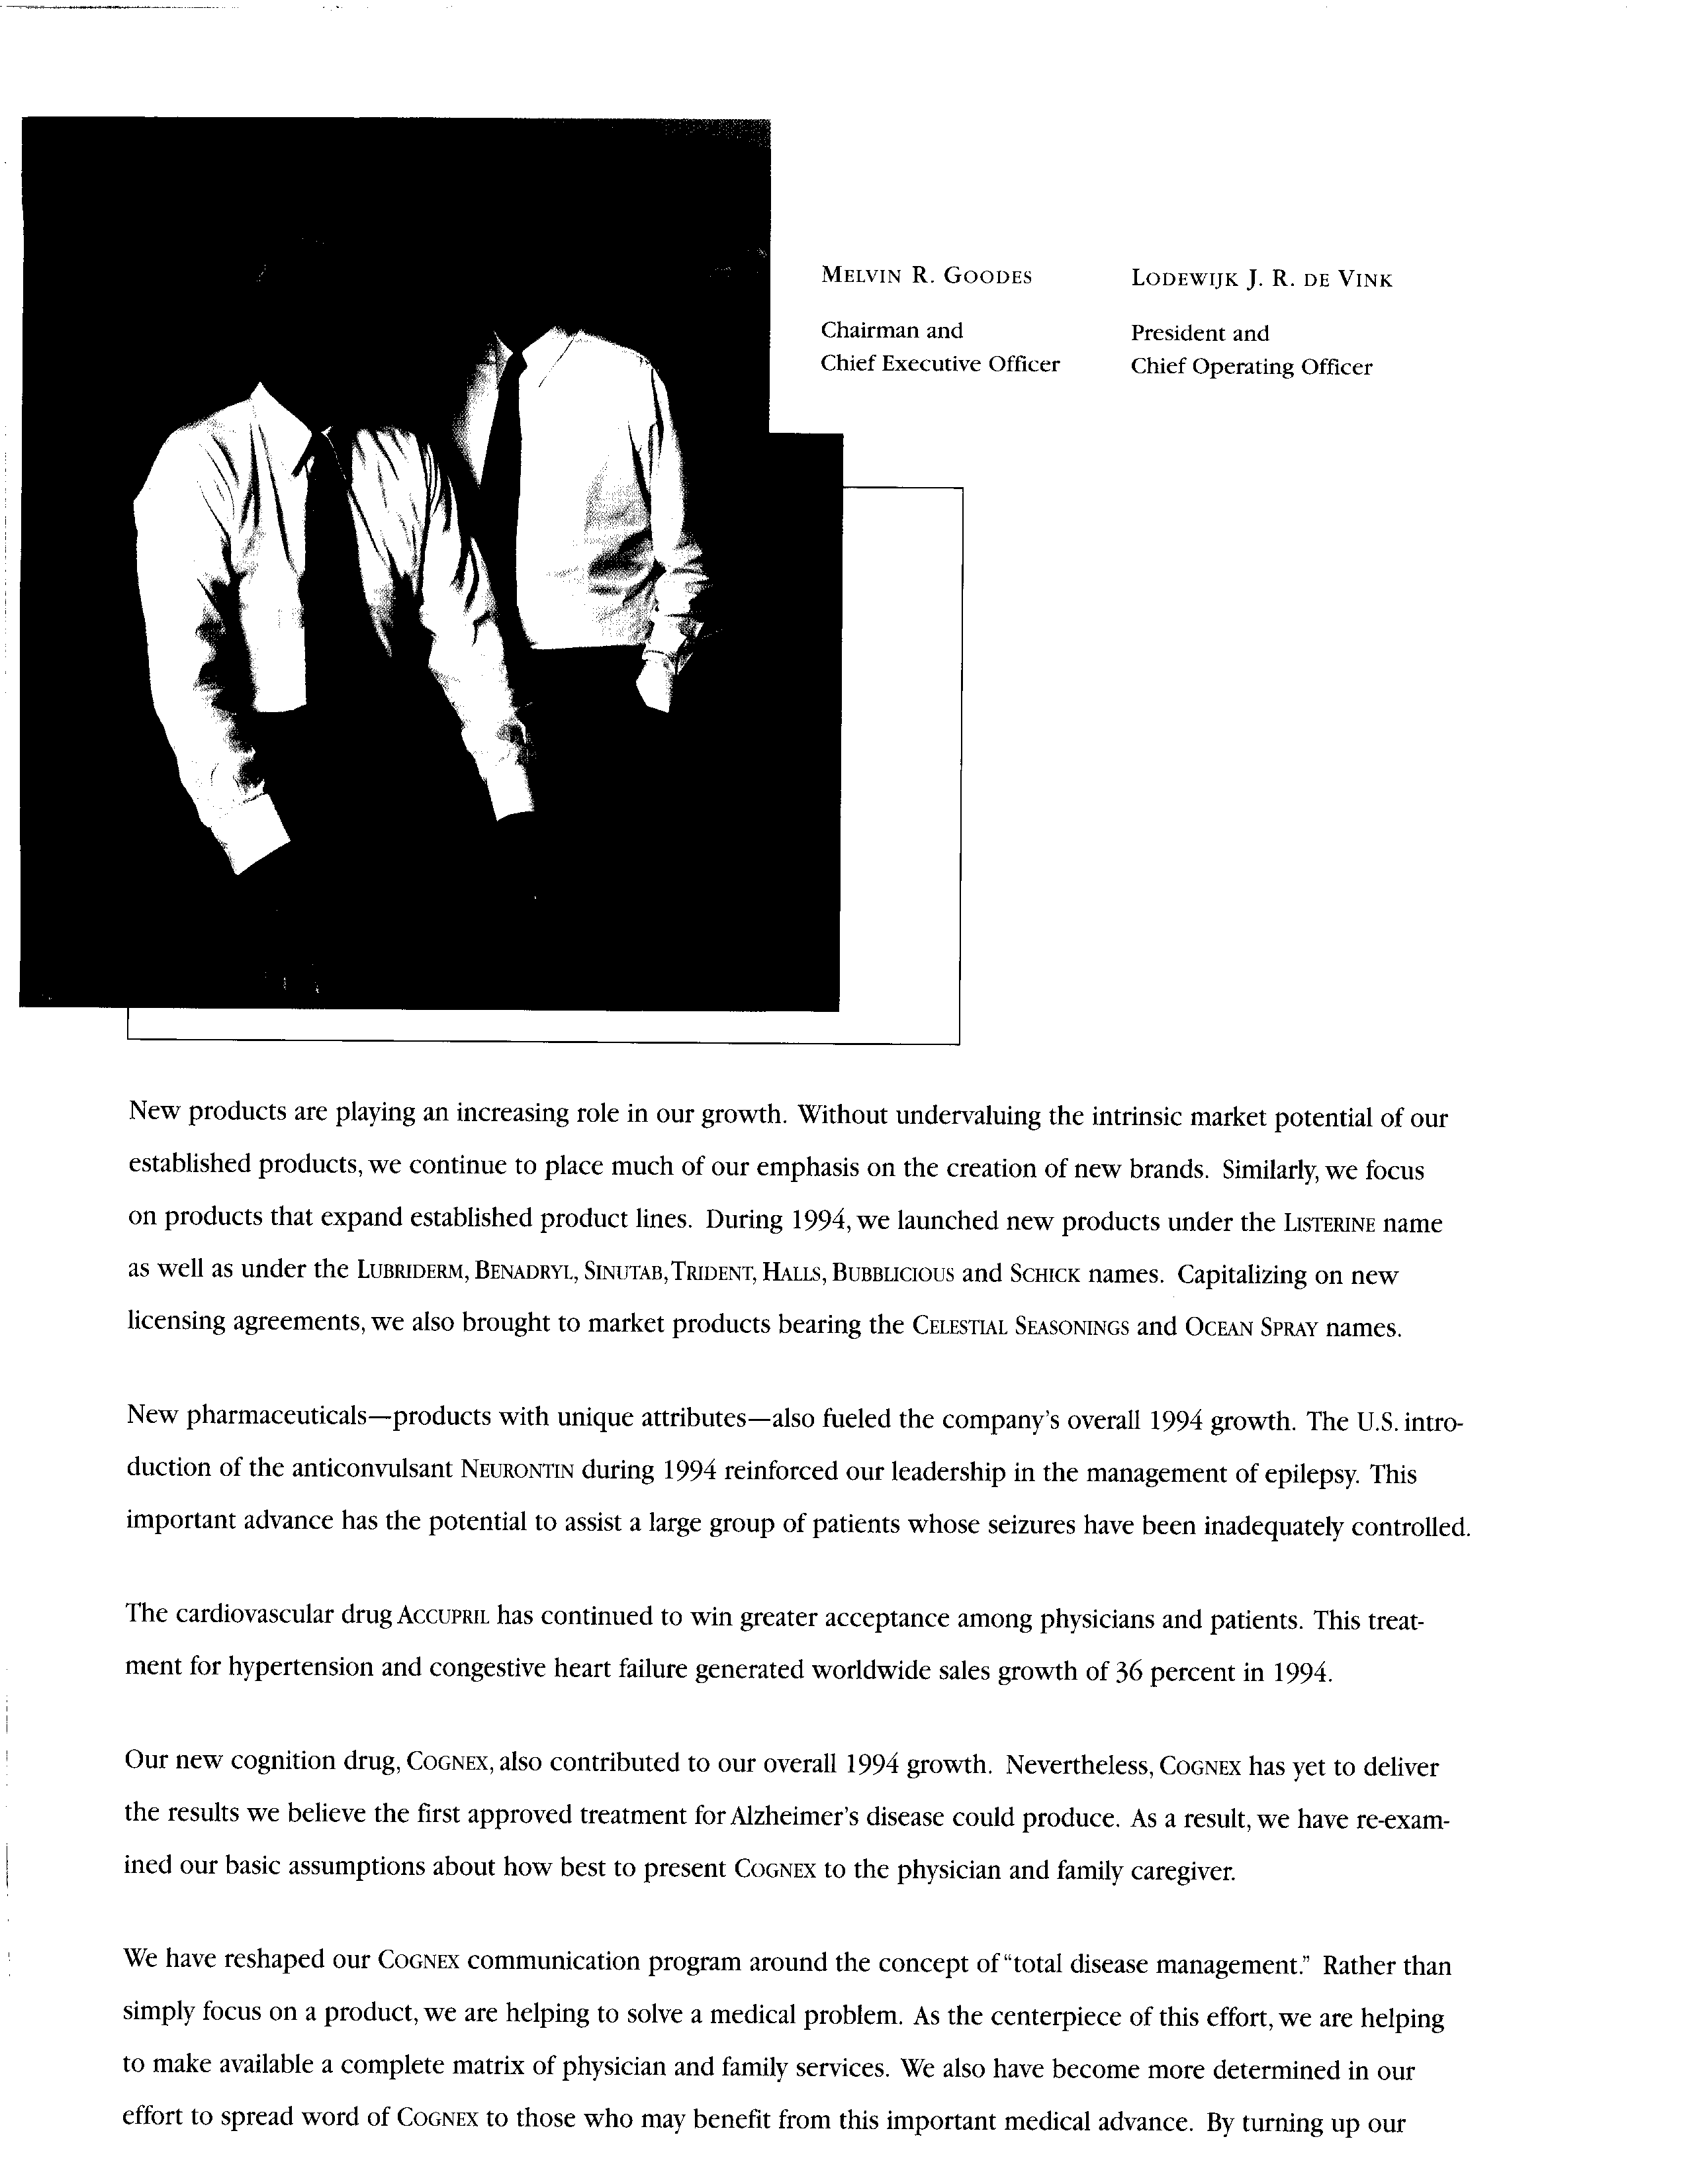 MELVIN R. GOODES
Chairman and
Chief Executive Officer
LODEWIJK J. R. DE VINK
President and
Chief Operating Officer
New products are playing an increasing role in our growth. Without undervaluing the intrinsic market potential of our
established products, we continue to place much of our emphasis on the creation of new brands. Similarly, we focus
on products that expand established product lines. During 1994, we launched new products under the LISTERINE name
as well as under the LUBRIDERM, BENADRYL, SINUTAB, TRIDENT, HALLS, BUBBLICIOUS and SCHICK names. Capitalizing on new
licensing agreements, we also brought to market products bearing the CELESTIAL SEASONINGS and OCEAN SPRAY names.
New pharmaceuticals—products with unique attributes—also fueled the company's overall 1994 growth. The U.S. intro-
duction of the anticonvulsant NEURONTIN during 1994 reinforced our leadership in the management of epilepsy. This
important advance has the potential to assist a large group of patients whose seizures have been inadequately controlled.
The cardiovascular drug ACCUPRIL has continued to win greater acceptance among physicians and patients. This treat-
ment for hypertension and congestive heart failure generated worldwide sales growth of 36 percent in 1994.
Our new cognition drug, COGNEX, also contributed to our overall 1994 growth. Nevertheless, COGNEX has yet to deliver
the results we believe the first approved treatment for Alzheimer's disease could produce. As a result, we have re-exam-
ined our basic assumptions about how best to present COGNEX to the physician and family caregiver.
We have reshaped our COGNEX communication program around the concept of "total disease management." Rather than
simply focus on a product, we are helping to solve a medical problem. As the centerpiece of this effort, we are helping
to make available a complete matrix of physician and family services. We also have become more determined in our
effort to spread word of COGNEX to those who may benefit from this important medical advance. By turning up our